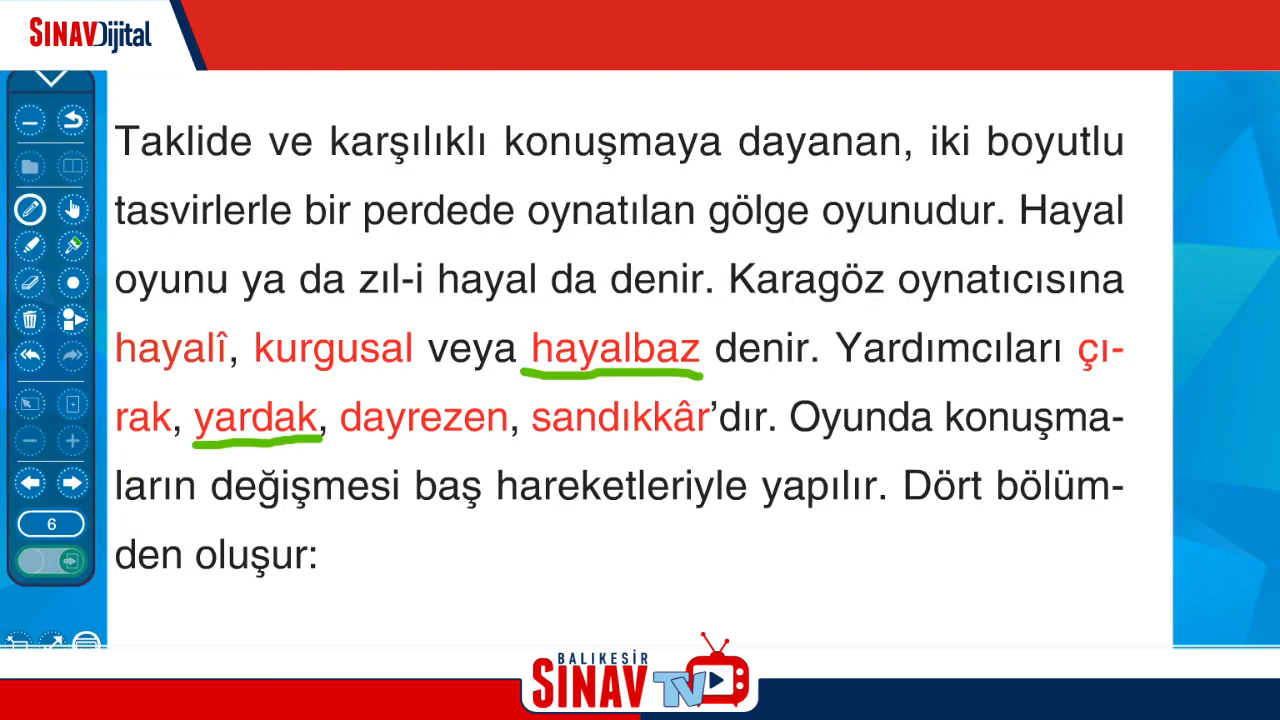 SINAVDijital
Taklide ve karşılıklı konuşmaya dayanan, iki boyutlu
tasvirlerle bir perdede oynatılan gölge oyunudur. Hayal
oyunu ya da zıl-i hayal da denir. Karagöz oynatıcısına
hayalî, kurgusal veya hayalbaz denir. Yardımcıları çı-
rak, yardak, dayrezen, sandıkkâr’dır. Oyunda konuşma-
ların değişmesi baş hareketleriyle yapılır. Dört bölüm-
den oluşur:
6
BALIKESİR
SINAV TV